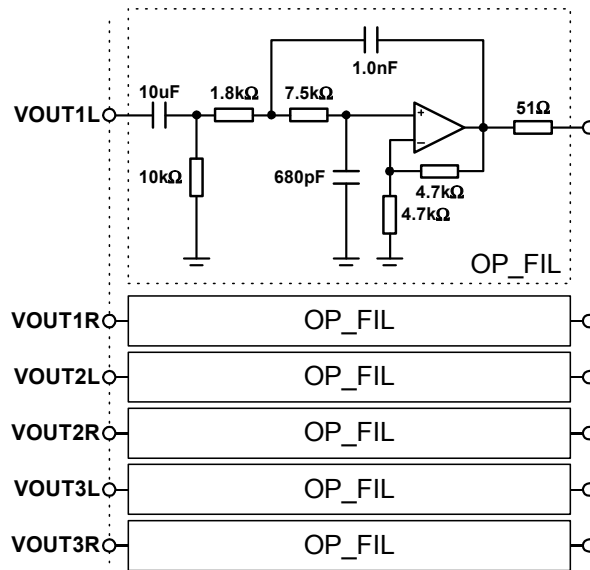 1.0nF
10uF
1.8kΩ
7.5kΩ
51Ω
VOUT1L
+
−
10kΩ
680pF
4.7kΩ
4.7kΩ
OP_FIL
VOUT1R
OP_FIL
VOUT2L
OP_FIL
VOUT2R
OP_FIL
VOUT3L
OP_FIL
VOUT3R
OP_FIL